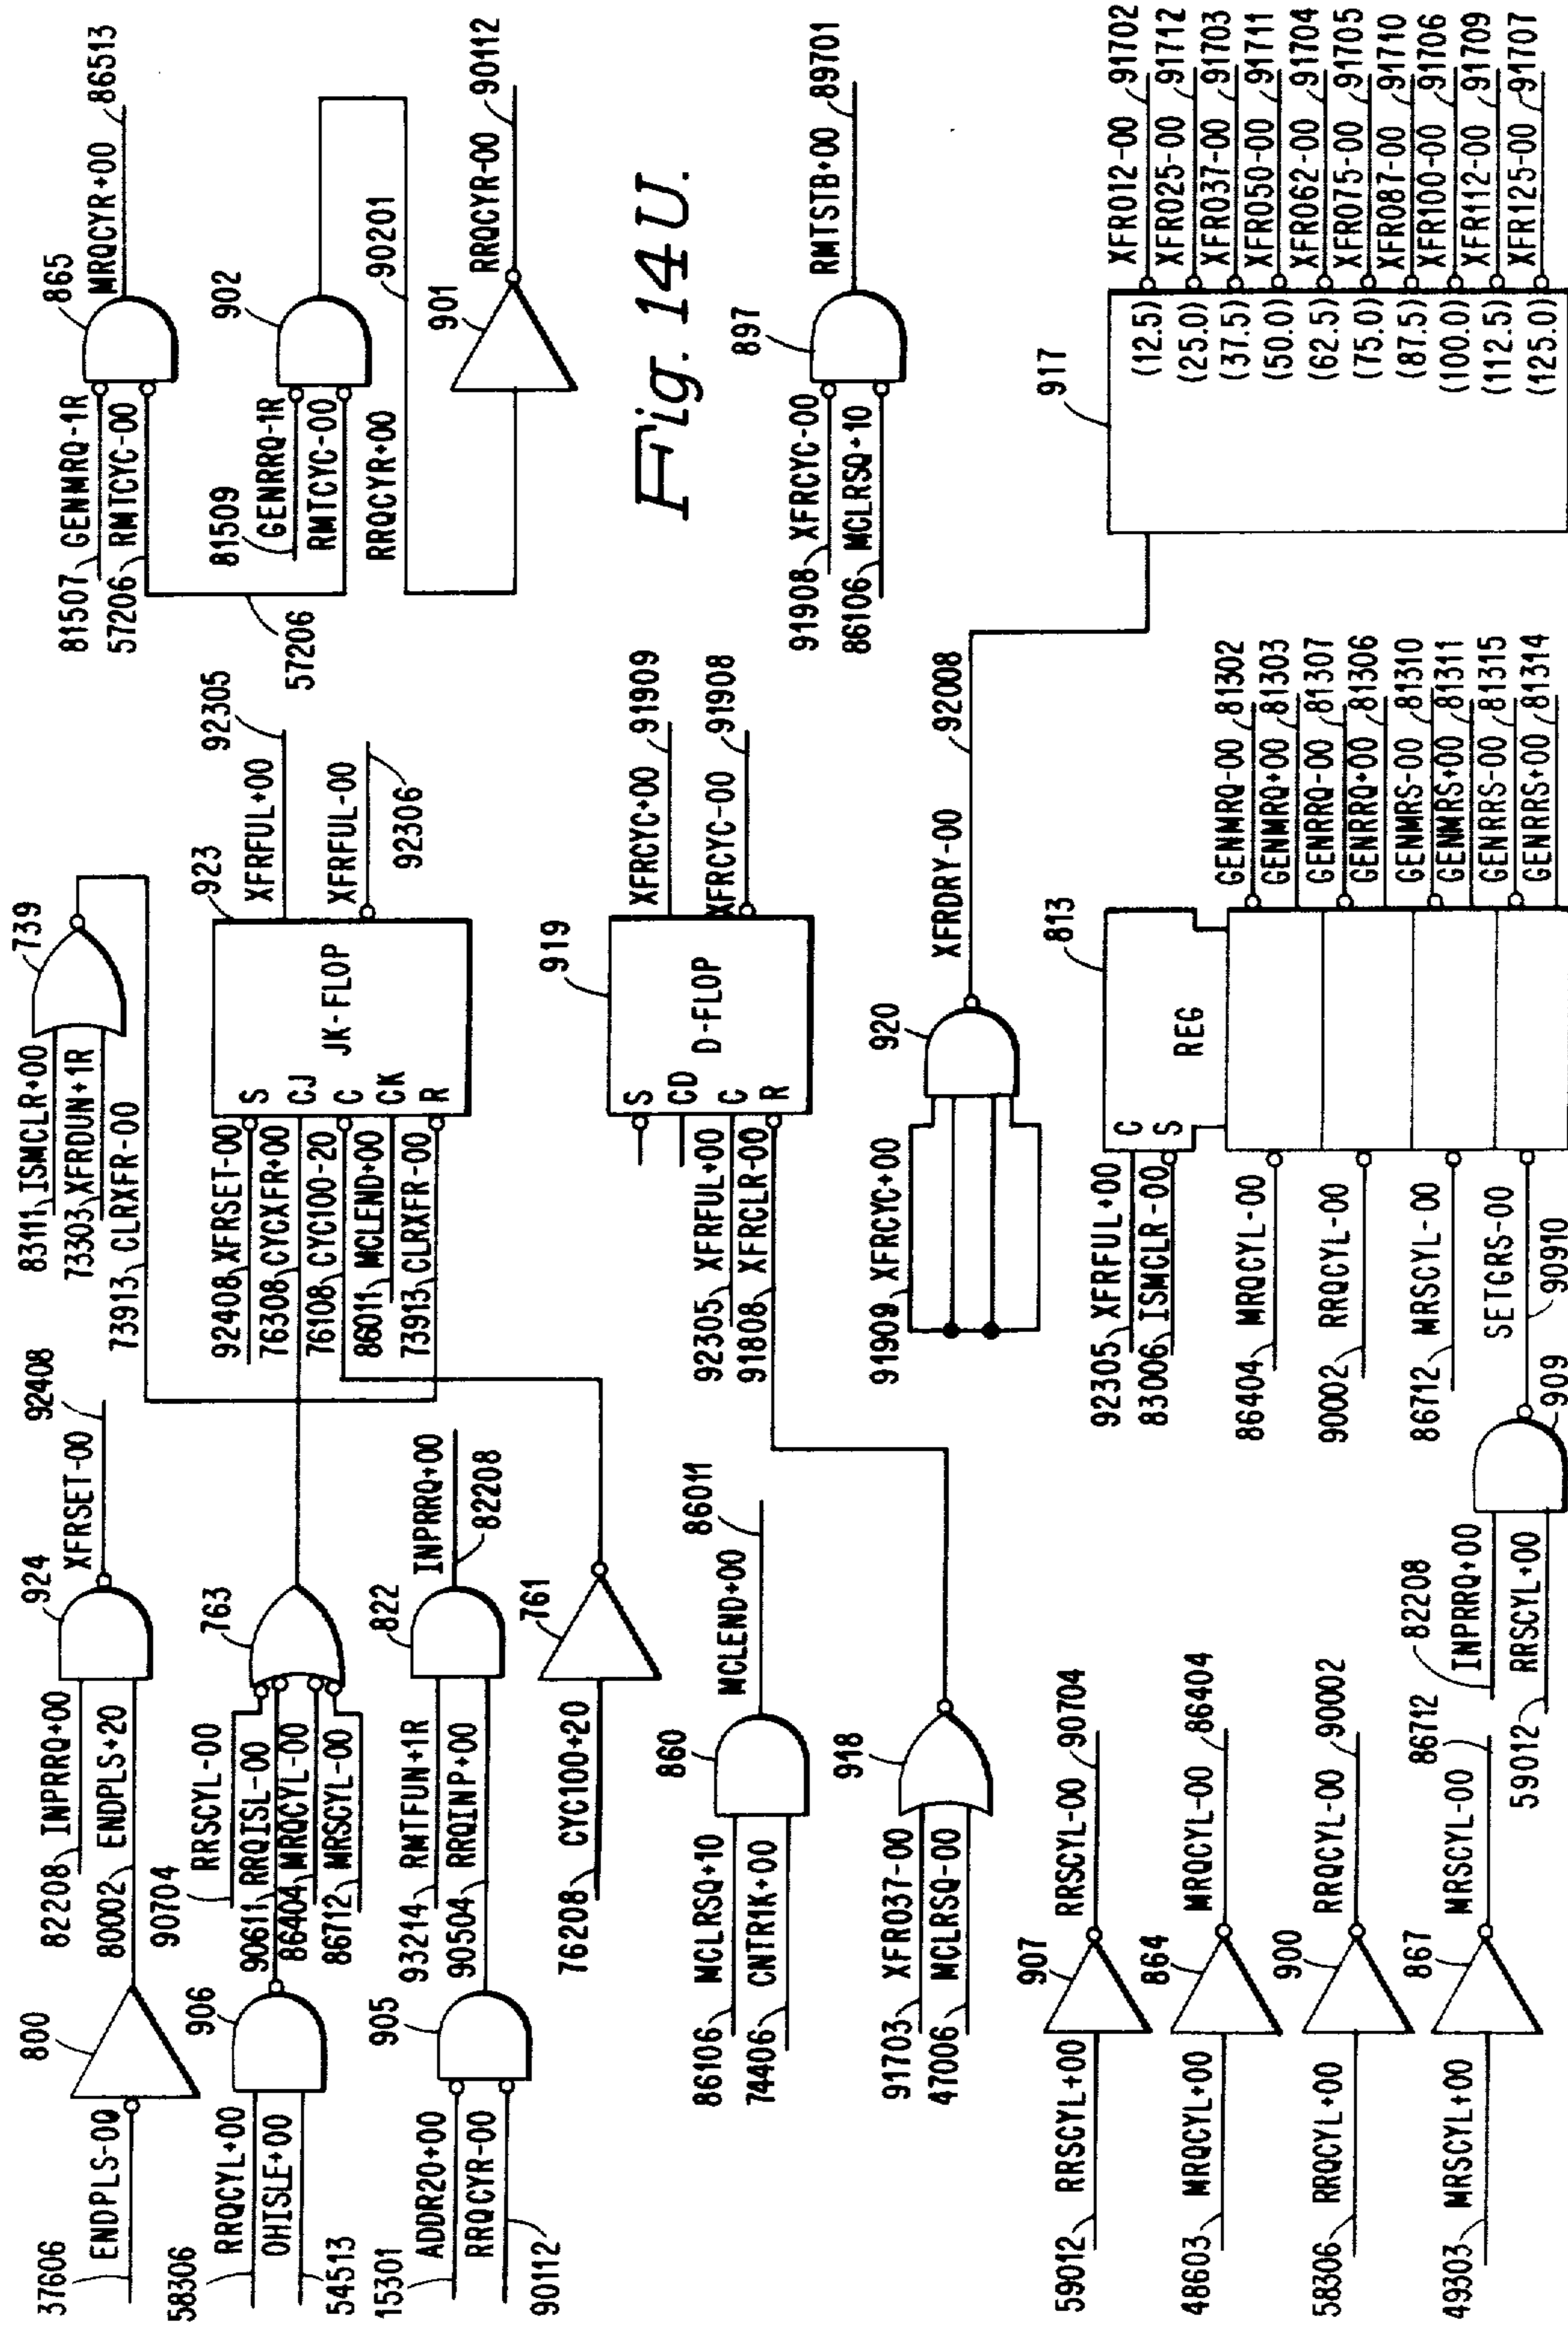 37606 ENDPLS-00
800
80002 ENDPLS+20
82208 INPRRQ+00
924
XFRSET-00
92408
58306 RRQCYL+00
OHISLE+00
54513
906
90704 RRSCYL-00
90611 RRQISL-00
86404 MRQCYL-00
86712 MRSCYL-00
763
15301 ADDR20+00
RRQCYR-00
90112
905
93214 RMTFUN+1R
90504 RRQINP+00
822
INPRRQ+00
82208
76208 CYC100+20
761
83111 ISMCLR+00
73303 XFRDUN+1R
73913 CLRXFR-00
739
92408 XFRSET-00
76308 CYCXFR+00
76108 CYC100-20
86011 MCLEND+00
73913 CLRXFR-00
S
CJ
C
CK
R
JK-FLOP
923
XFRFUL+00
92305
XFRFUL-00
92306
81507 GENMRQ-1R
57206 RMTCYC-00
865
MRQCYR+00
86513
57206
81509
GENRRQ-1R
RMTCYC-00
902
RRQCYR+00
90201
901
RRQCYR-00
90112
Fig. 14U.
86106 MCLRSQ+10
74406 CNTR1K+00
860
MCLEND+00
86011
91703 XFR037-00
47006 MCLRSQ-00
918
92305 XFRFUL+00
91808 XFRCLR-00
S
CD
C
R
D-FLOP
919
XFRCYC+00 91909
XFRCYC-00 91908
91908 XFRCYC-00
86106 MCLRSQ+10
897
RMTSTB+00
89701
91909 XFRCYC+00
920
XFRDRY-00
92008
917
(12.5) XFR012-00 91702
(25.0) XFR025-00 91712
(37.5) XFR037-00 91703
(50.0) XFR050-00 91711
(62.5) XFR062-00 91704
(75.0) XFR075-00 91705
(87.5) XFR087-00 91710
(100.0) XFR100-00 91706
(112.5) XFR112-00 91709
(125.0) XFR125-00 91707
59012 RRSCYL+00
907
RRSCYL-00 90704
48603 MRQCYL+00
864
MRQCYL-00 86404
58306 RRQCYL+00
900
RRQCYL-00 90002
49303 MRSCYL+00
867
MRSCYL-00
86712
82208
INPRRQ+00
59012 RRSCYL+00
909
SETGRS-00
90910
92305 XFRFUL+00
83006 ISMCLR-00
86404 MRQCYL-00
90002 RRQCYL-00
86712 MRSCYL-00
C
S
REG
813
GENMRQ-00 81302
GENMRQ+00 81303
GENRRQ-00 81307
GENRRQ+00 81306
GENMRS-00 81310
GENMRS+00 81311
GENRRS-00 81315
GENRRS+00 81314